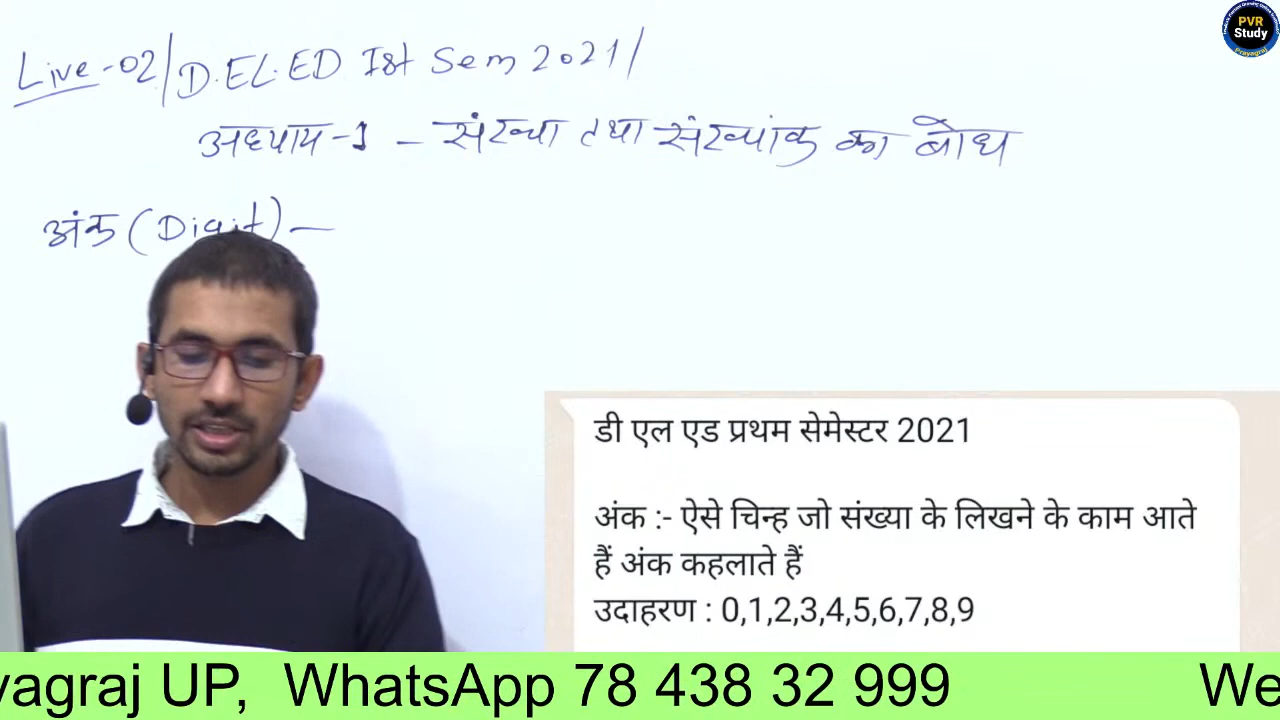 Live-02/D.EL.ED Ist Sem 2021/
अध्याय-1 - संख्या तथा संख्यांक का बोध
अंक (Digit) -
PVR
Study
Prayagraj
डी एल एड प्रथम सेमेस्टर 2021
अंक :- ऐसे चिन्ह जो संख्या के लिखने के काम आते
हैं अंक कहलाते हैं
उदाहरण : 0,1,2,3,4,5,6,7,8,9
yagraj UP, WhatsApp 78 438 32 999 We